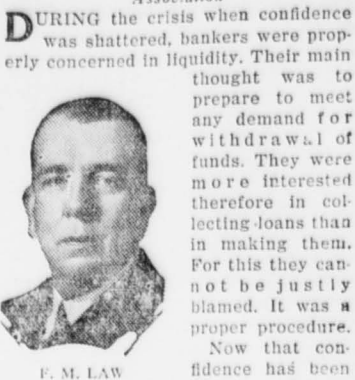 Association
DURING the crisis when confidence
was shattered, bankers were prop-
erly concerned in liquidity. Their main
thought was to
prepare to meet
any demand for
withdrawal of
funds. They were
more interested
therefore in col-
lecting loans than
in making them.
For this they can-
not be justly
blamed. It was a
proper procedure.
Now that con-
fidence has been
F. M. LAW